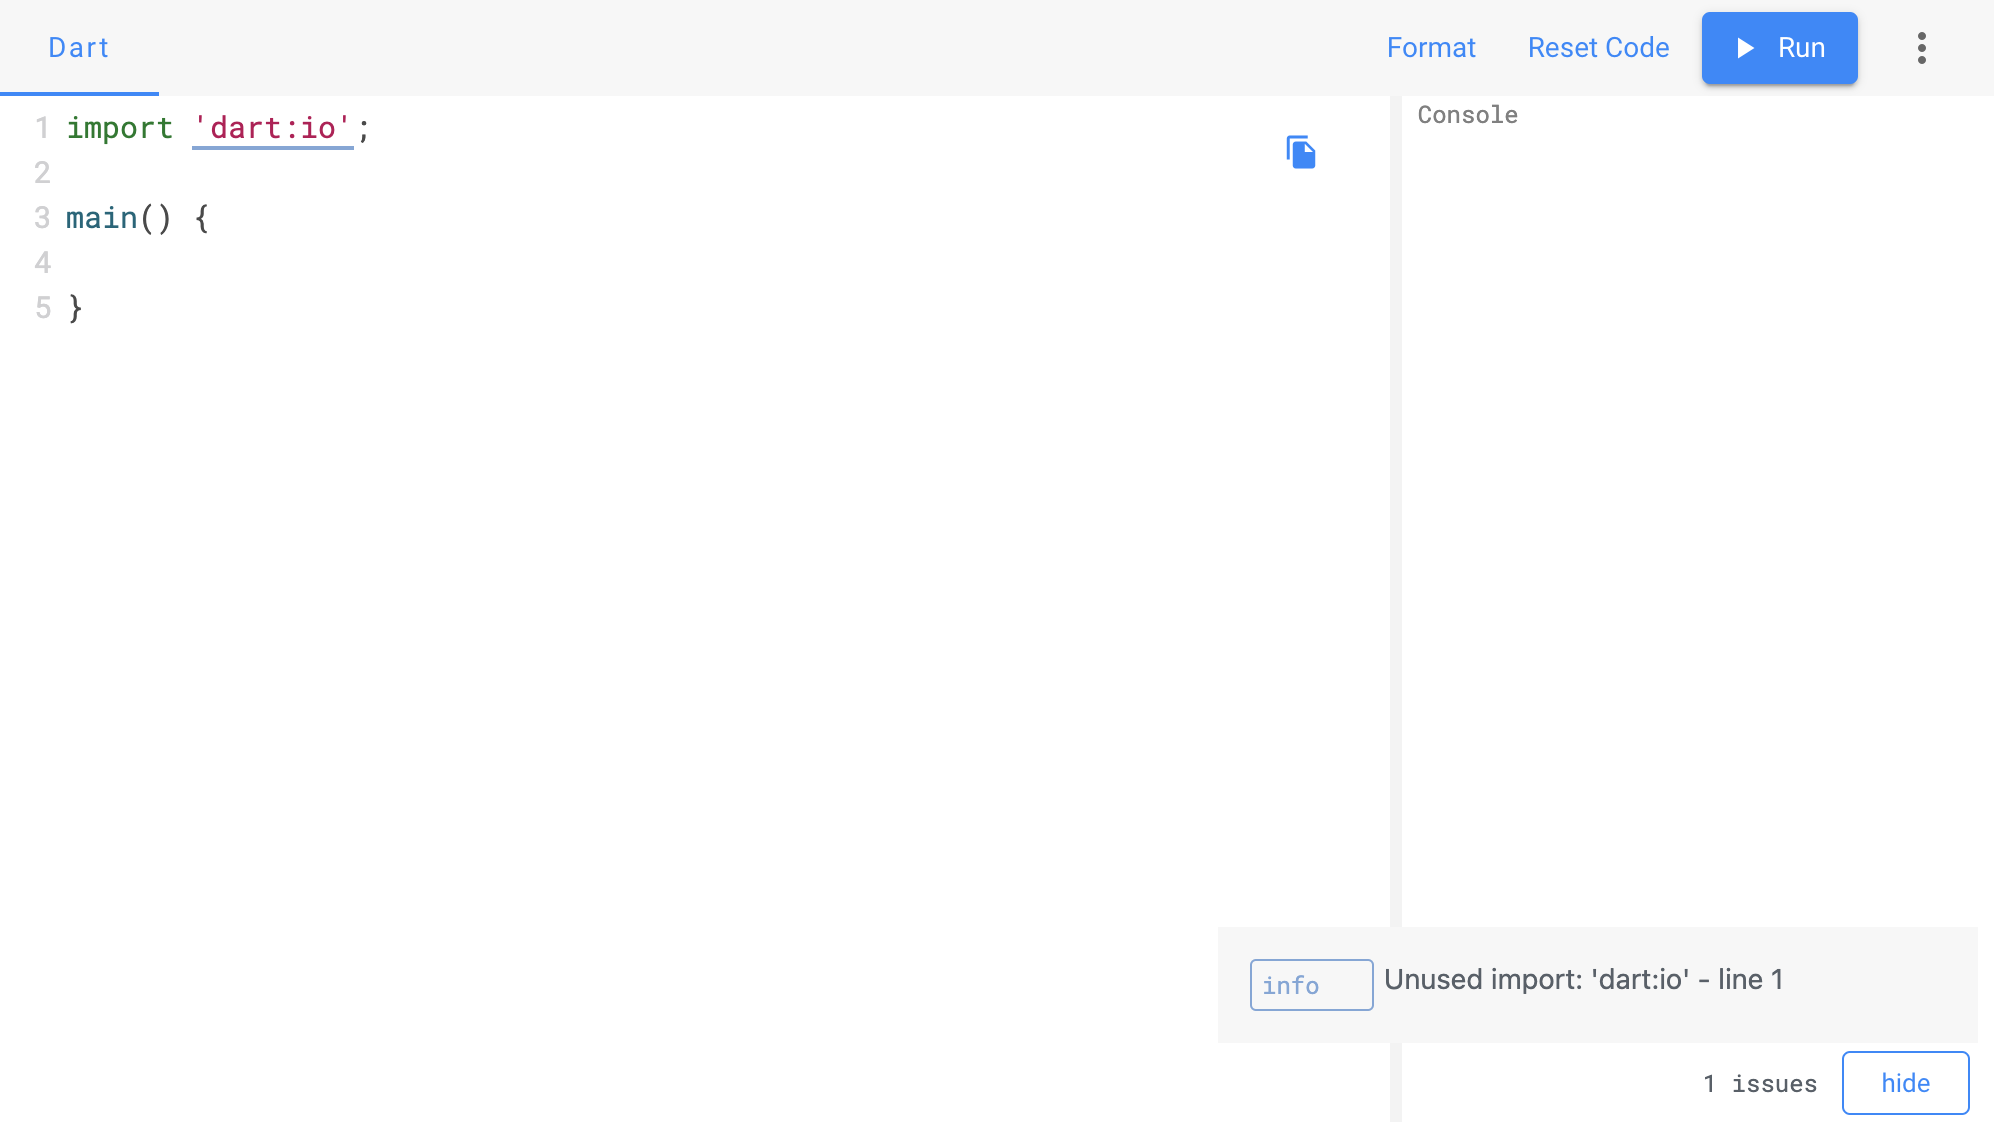 Dart
Format
Reset Code
Run
1 import 'dart:io';
2
3 main() {
4
5 }
Console
info
Unused import: 'dart:io' - line 1
1 issues
hide